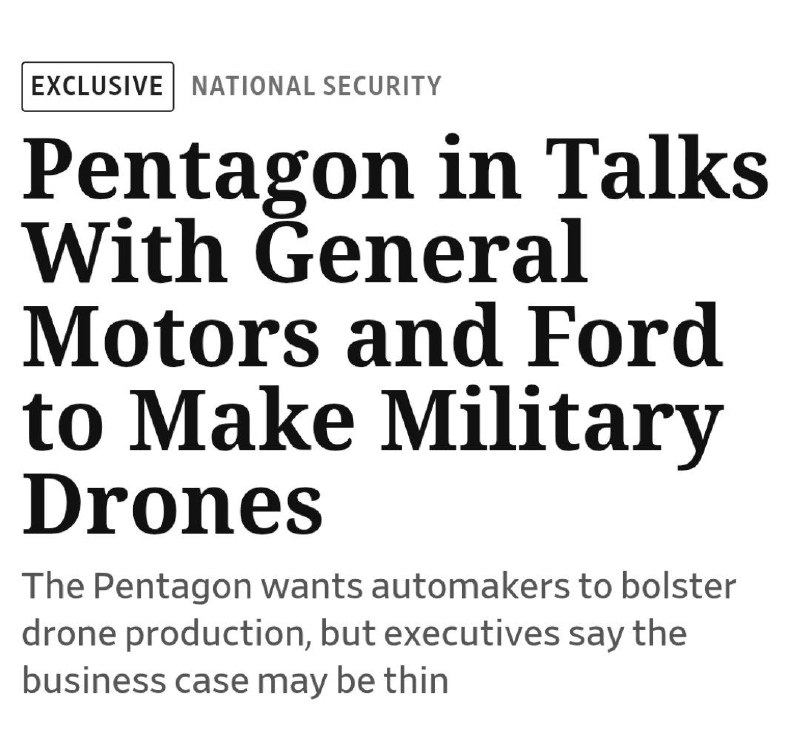 EXCLUSIVE NATIONAL SECURITY
Pentagon in Talks
With General
Motors and Ford
to Make Military
Drones
The Pentagon wants automakers to bolster
drone production, but executives say the
business case may be thin